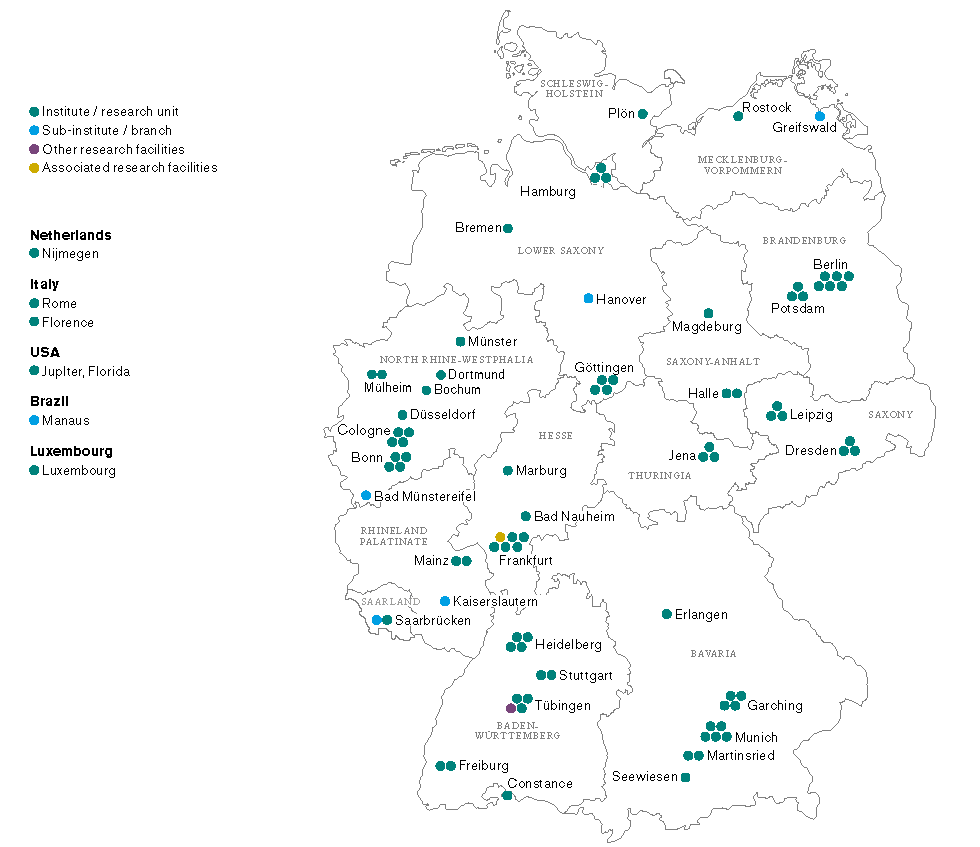 Institute / research unit
Sub-institute / branch
Other research facilities
Associated research facilities
Netherlands
Nijmegen
Italy
Rome
Florence
USA
JupIter, Florida
Brazil
Manaus
Luxembourg
Luxembourg
SCHLESWIG-
HOLSTEIN
Plön
Rostock
Greifswald
MECKLENBURG-
VORPOMMERN
Hamburg
Bremen
LOWER SAXONY
BRANDENBURG
Berlin
Potsdam
Hanover
Magdeburg
Münster
NORTH RHINE-WESTPHALIA
SAXONY-ANHALT
Göttingen
Dortmund
Mülheim
Bochum
Halle
Düsseldorf
Leipzig
SAXONY
Cologne
HESSE
Dresden
Bonn
Jena
Marburg
THURINGIA
Bad Münstereifel
Bad Nauheim
RHINELAND
PALATINATE
Mainz
Frankfurt
SAARLAND
Kaiserslautern
Saarbrücken
Erlangen
Heidelberg
BAVARIA
Stuttgart
Tübingen
Garching
BADEN-
WÜRTTEMBERG
Munich
Martinsried
Freiburg
Seewiesen
Constance